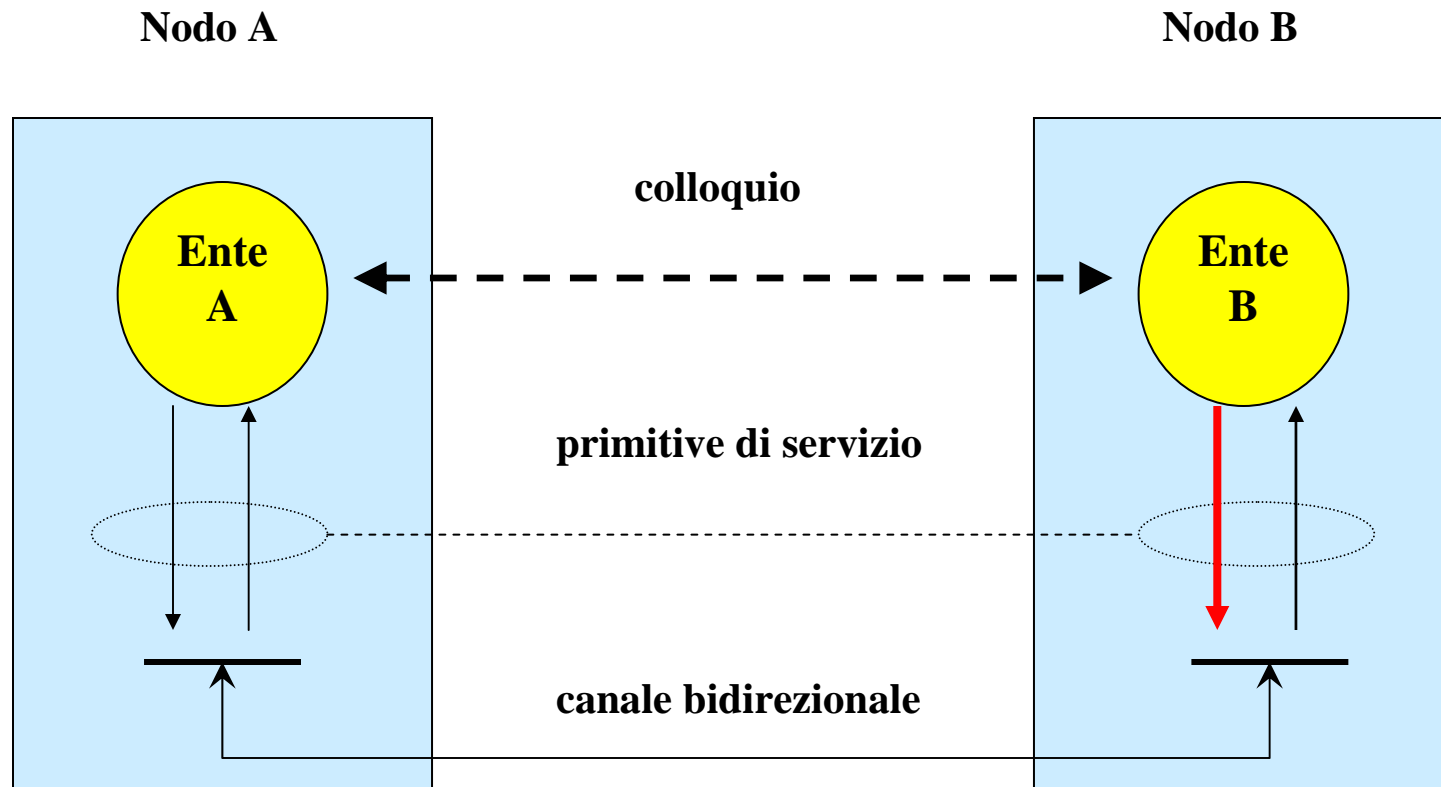 Nodo A
Nodo B
colloquio
Ente
A
Ente
B
primitive di servizio
canale bidirezionale